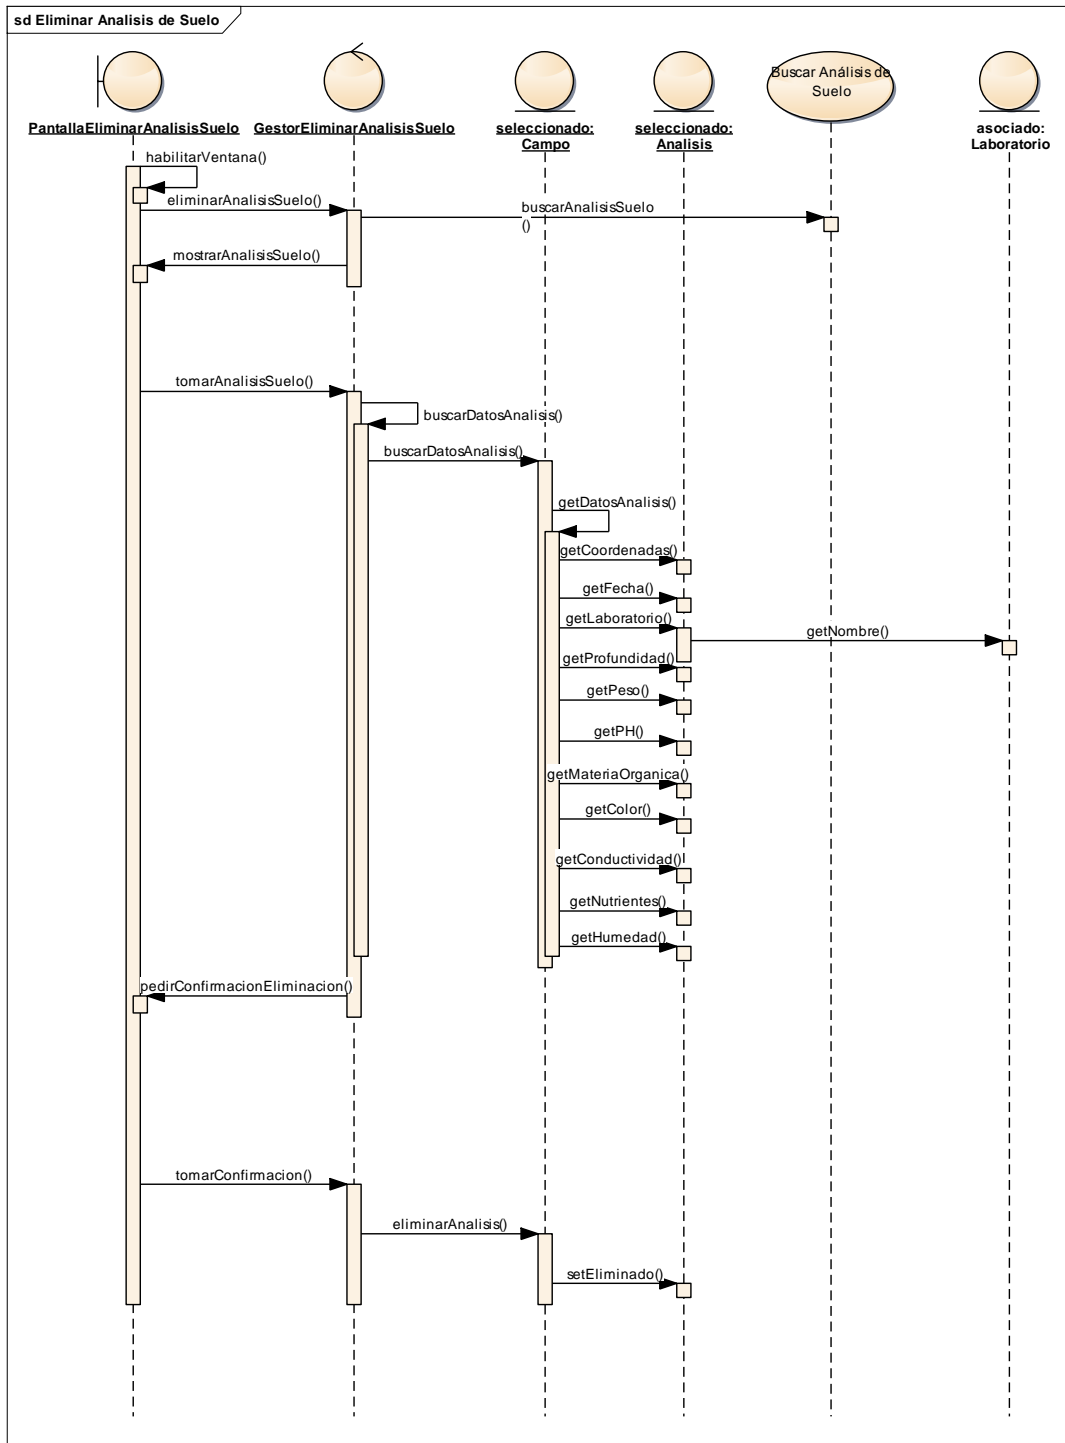 sd Eliminar Analisis de Suelo
Buscar Análisis de
Suelo
PantallaEliminarAnalisisSuelo
GestorEliminarAnalisisSuelo
seleccionado:
Campo
seleccionado:
Analisis
asociado:
Laboratorio
habilitarVentana()
eliminarAnalisisSuelo()
buscarAnalisisSuelo
()
mostrarAnalisisSuelo()
tomarAnalisisSuelo()
buscarDatosAnalisis()
buscarDatosAnalisis()
getDatosAnalisis()
getCoordenadas()
getFecha()
getLaboratorio()
getNombre()
getProfundidad()
getPeso()
getPH()
getMateriaOrganica()
getColor()
getConductividad()
getNutrientes()
getHumedad()
pedirConfirmacionEliminacion()
tomarConfirmacion()
eliminarAnalisis()
setEliminado()